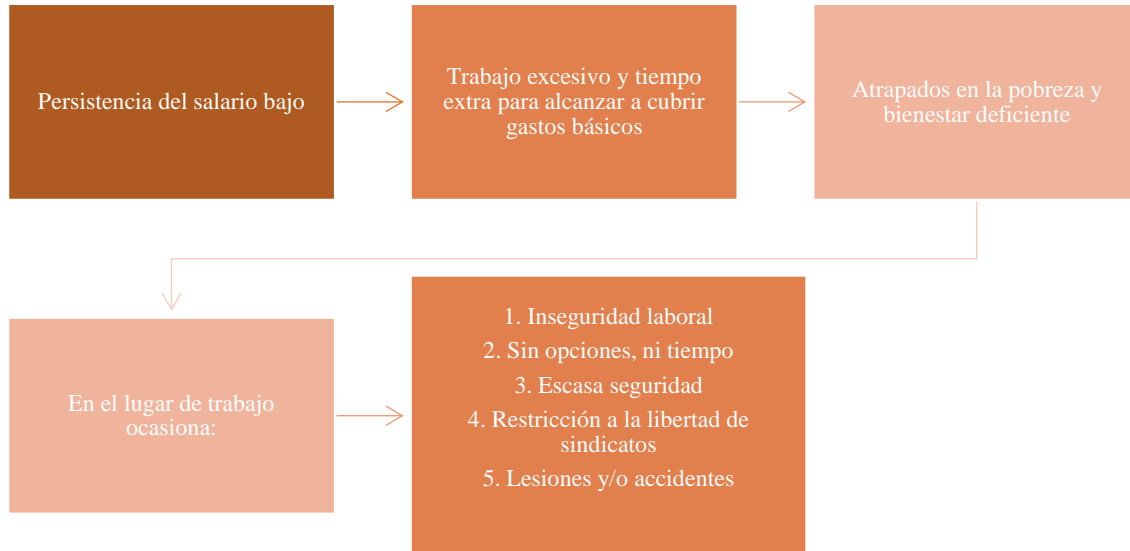 Persistencia del salario bajo
Trabajo excesivo y tiempo
extra para alcanzar a cubrir
gastos básicos
Atrapados en la pobreza y
bienestar deficiente
En el lugar de trabajo
ocasiona:
1. Inseguridad laboral
2. Sin opciones, ni tiempo
3. Escasa seguridad
4. Restricción a la libertad de
sindicatos
5. Lesiones y/o accidentes